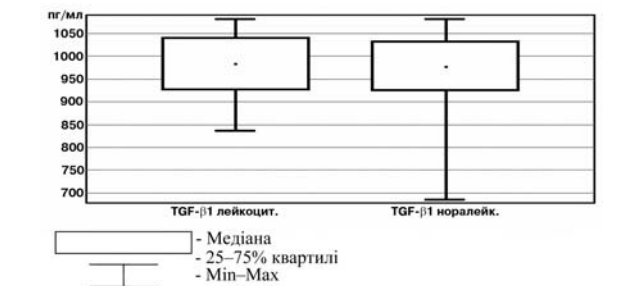 пг/мл
1050
1000
950
900
850
800
750
700
TGF-β1 лейкоцит. TGF-β1 норалейк.
- Медіана
- 25–75% квартилі
- Min–Max